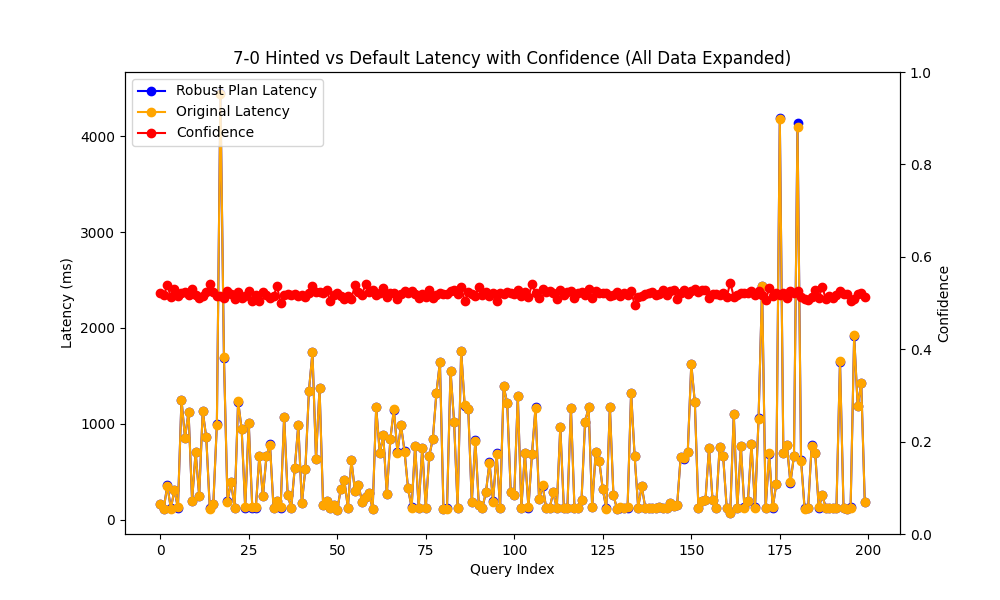 7-0 Hinted vs Default Latency with Confidence (All Data Expanded)
Robust Plan Latency
Original Latency
Confidence
Latency (ms)
4000
3000
2000
1000
0
1.0
0.8
0.6
0.4
0.2
0.0
Confidence
0
25
50
75
100
125
150
175
200
Query Index